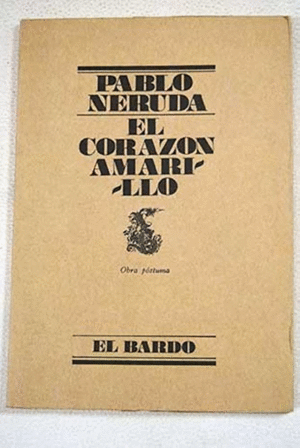 PABLO
NERUDA
EL
CORAZON
AMARI-
-LLO
Obra póstuma
EL BARDO